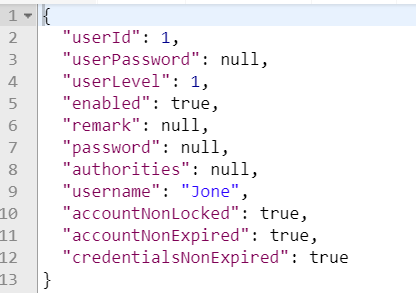 1 {
2 "userId": 1,
3 "userPassword": null,
4 "userLevel": 1,
5 "enabled": true,
6 "remark": null,
7 "password": null,
8 "authorities": null,
9 "username": "Jone",
10 "accountNonLocked": true,
11 "accountNonExpired": true,
12 "credentialsNonExpired": true
13 }